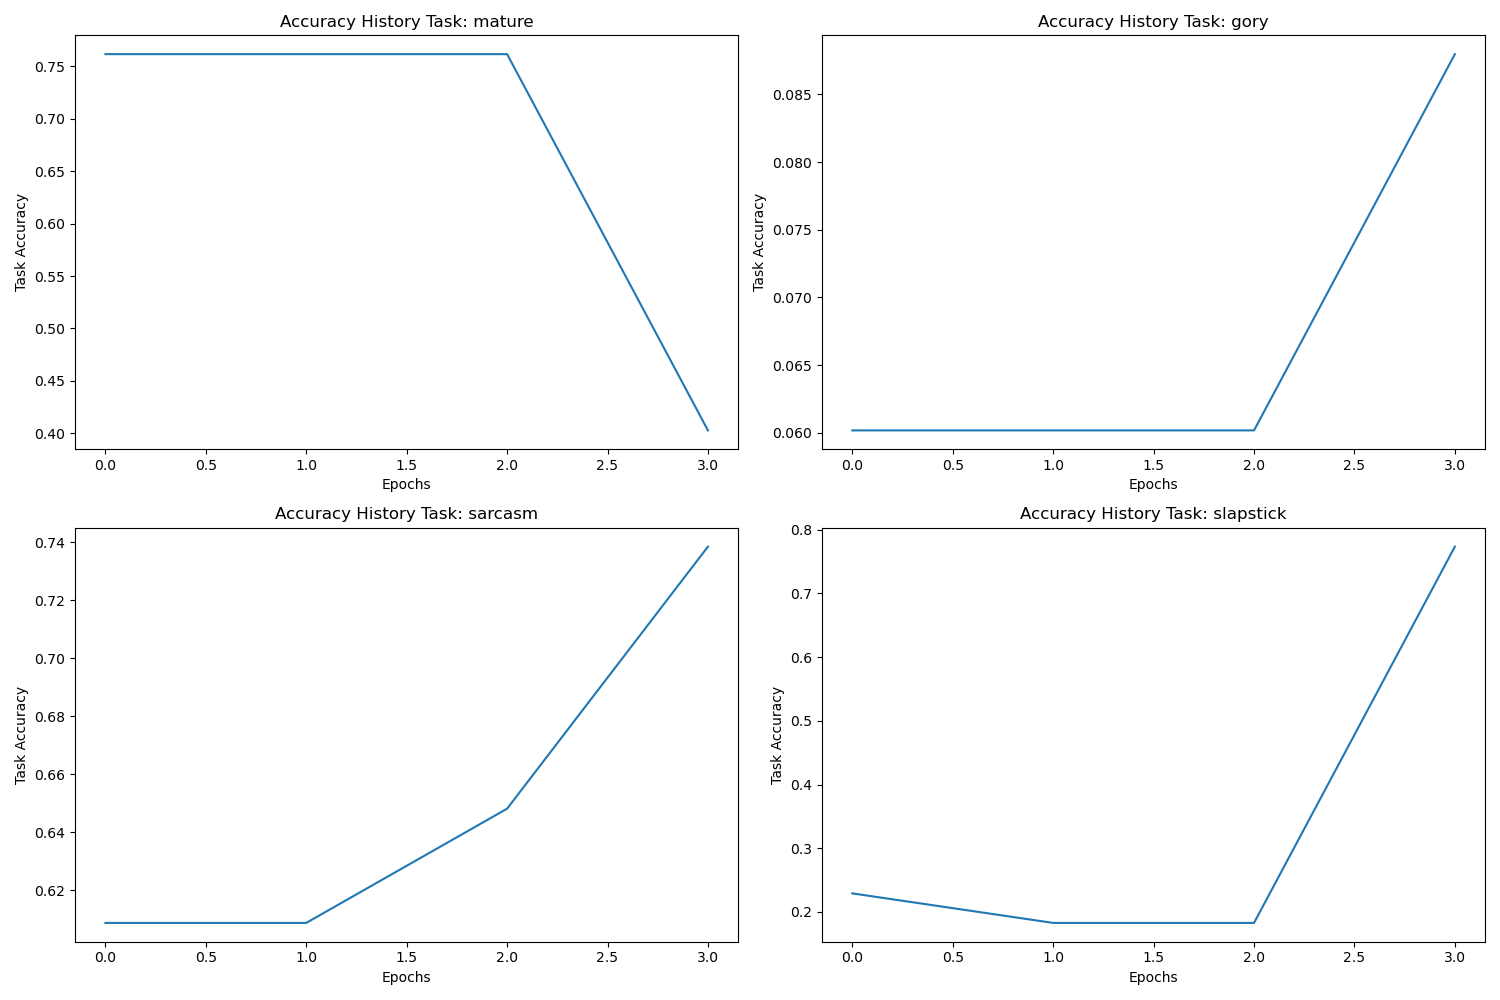 Accuracy History Task: mature
0.75
0.70
0.65
0.60
0.55
0.50
0.45
0.40
Task Accuracy
0.0 0.5 1.0 1.5 2.0 2.5 3.0
Epochs
Accuracy History Task: gory
0.085
0.080
0.075
0.070
0.065
0.060
Task Accuracy
0.0 0.5 1.0 1.5 2.0 2.5 3.0
Epochs
Accuracy History Task: sarcasm
0.74
0.72
0.70
0.68
0.66
0.64
0.62
Task Accuracy
0.0 0.5 1.0 1.5 2.0 2.5 3.0
Epochs
Accuracy History Task: slapstick
0.8
0.7
0.6
0.5
0.4
0.3
0.2
Task Accuracy
0.0 0.5 1.0 1.5 2.0 2.5 3.0
Epochs